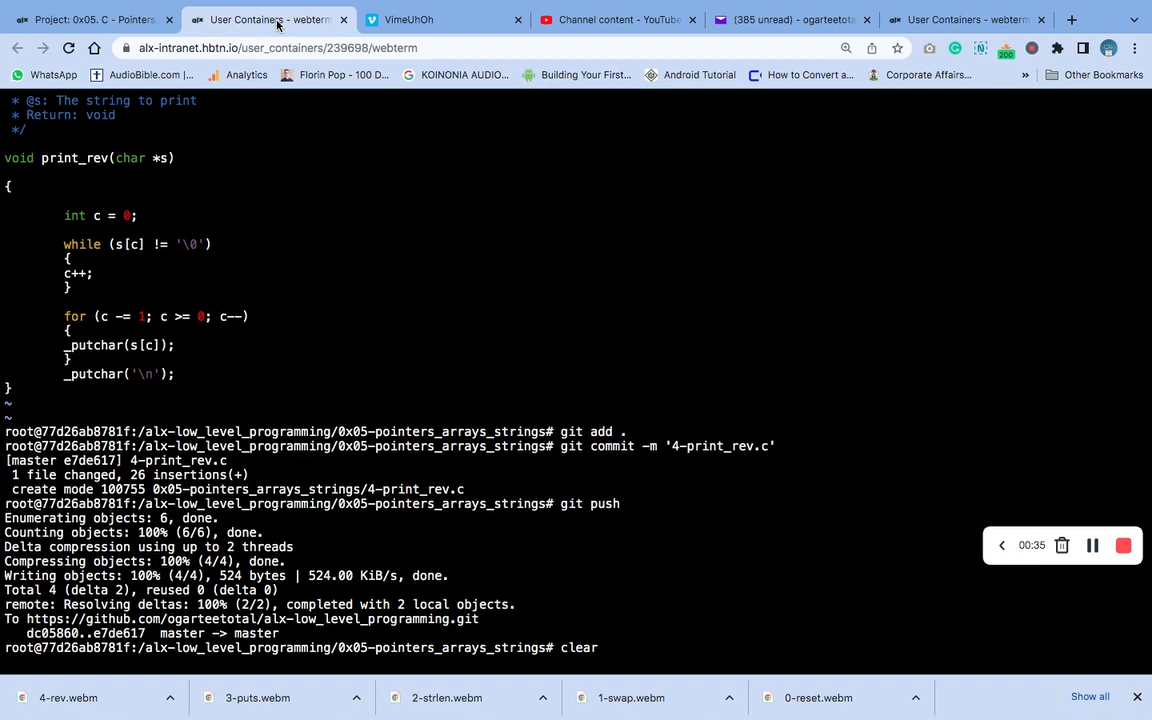 Project: 0x05. C - Pointers,
User Containers - webterm
VimeUhOh
Channel content - YouTube
(385 unread) - ogarteetota
User Containers - webterm
alx-intranet.hbtn.io/user_containers/239698/webterm
200
WhatsApp
AudioBible.com |...
Analytics
Florin Pop - 100 D...
KOINONIA AUDIO...
Building Your First...
Android Tutorial
How to Convert a...
Corporate Affairs...
»
Other Bookmarks
* @s: The string to print
* Return: void
*/
void print_rev(char *s)
{
int c = 0;
while (s[c] != '\0')
{
c++;
}
for (c -= 1; c >= 0; c--)
{
_putchar(s[c]);
}
_putchar('\n');
}
~
~
root@77d26ab8781f:/alx-low_level_programming/0x05-pointers_arrays_strings# git add .
root@77d26ab8781f:/alx-low_level_programming/0x05-pointers_arrays_strings# git commit -m '4-print_rev.c'
[master e7de617] 4-print_rev.c
1 file changed, 26 insertions(+)
create mode 100755 0x05-pointers_arrays_strings/4-print_rev.c
root@77d26ab8781f:/alx-low_level_programming/0x05-pointers_arrays_strings# git push
Enumerating objects: 6, done.
Counting objects: 100% (6/6), done.
Delta compression using up to 2 threads
Compressing objects: 100% (4/4), done.
Writing objects: 100% (4/4), 524 bytes | 524.00 KiB/s, done.
Total 4 (delta 2), reused 0 (delta 0)
remote: Resolving deltas: 100% (2/2), completed with 2 local objects.
To https://github.com/ogarteetotal/alx-low_level_programming.git
dc05860..e7de617  master -> master
root@77d26ab8781f:/alx-low_level_programming/0x05-pointers_arrays_strings# clear
00:35
4-rev.webm
3-puts.webm
2-strlen.webm
1-swap.webm
0-reset.webm
Show all